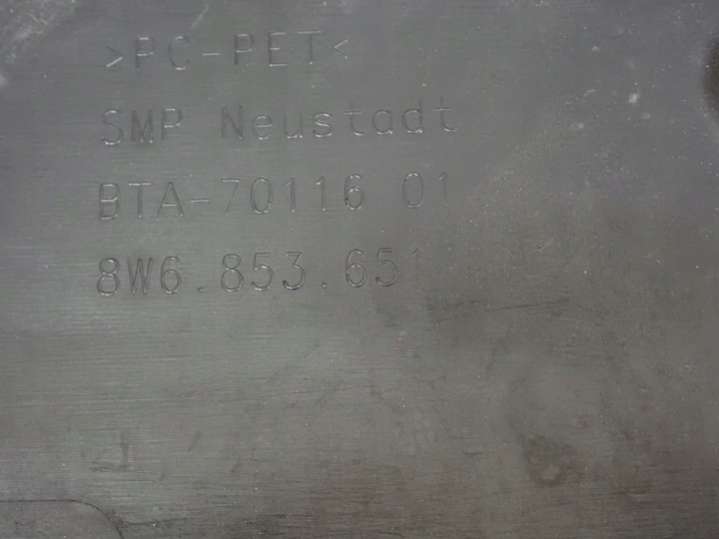 >PC-PET<
SMP Neustadt
BTA-70116 01
8W6.853.651